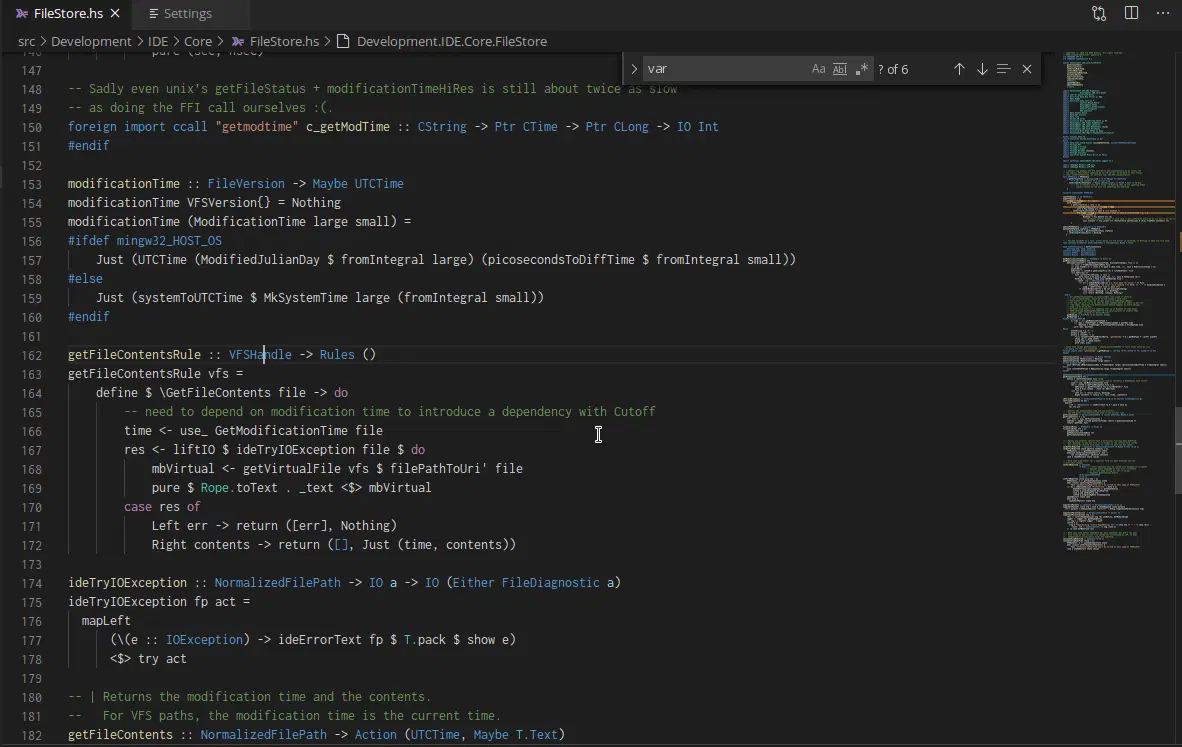 FileStore.hs
Settings
src > Development > IDE > Core > FileStore.hs > Development.IDE.Core.FileStore
var Aa Abl .* ? of 6
147
148 -- Sadly even unix's getFileStatus + modificationTimeHiRes is still about twice as slow
149 -- as doing the FFI call ourselves :(.
150 foreign import ccall "getmodtime" c_getModTime :: CString -> Ptr CTime -> Ptr CLong -> IO Int
151 #endif
152
153 modificationTime :: FileVersion -> Maybe UTCTime
154 modificationTime VFSVersion{} = Nothing
155 modificationTime (ModificationTime large small) =
156 #ifdef mingw32_HOST_OS
157     Just (UTCTime (ModifiedJulianDay $ fromIntegral large) (picosecondsToDiffTime $ fromIntegral small))
158 #else
159     Just (systemToUTCTime $ MkSystemTime large (fromIntegral small))
160 #endif
161
162 getFileContentsRule :: VFSHandle -> Rules ()
163 getFileContentsRule vfs =
164     define $ \GetFileContents file -> do
165         -- need to depend on modification time to introduce a dependency with Cutoff
166         time <- use_ GetModificationTime file
167         res <- liftIO $ ideTryIOException file $ do
168             mbVirtual <- getVirtualFile vfs $ filePathToUri' file
169             pure $ Rope.toText . _text <$> mbVirtual
170         case res of
171             Left err -> return ([err], Nothing)
172             Right contents -> return ([], Just (time, contents))
173
174 ideTryIOException :: NormalizedFilePath -> IO a -> IO (Either FileDiagnostic a)
175 ideTryIOException fp act =
176   mapLeft
177       (\(e :: IOException) -> ideErrorText fp $ T.pack $ show e)
178       <$> try act
179
180 -- | Returns the modification time and the contents.
181 --   For VFS paths, the modification time is the current time.
182 getFileContents :: NormalizedFilePath -> Action (UTCTime, Maybe T.Text)